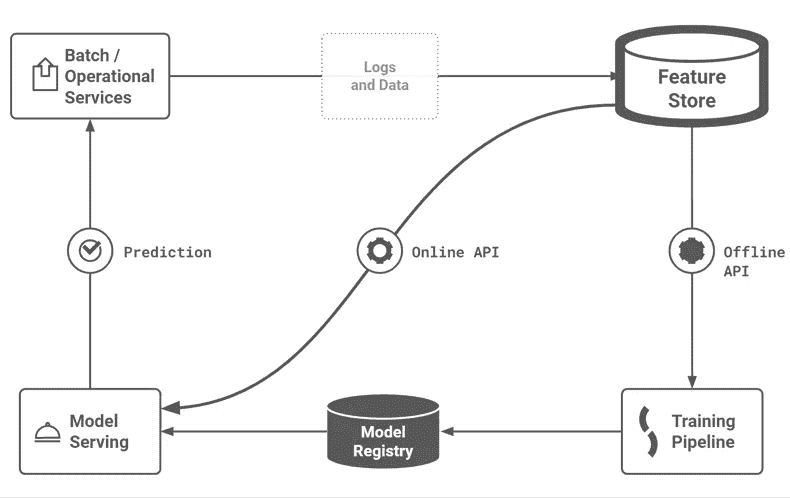 Batch /
Operational
Services
Logs
and Data
Feature
Store
Prediction
Online API
Offline
API
Model
Serving
Model
Registry
Training
Pipeline